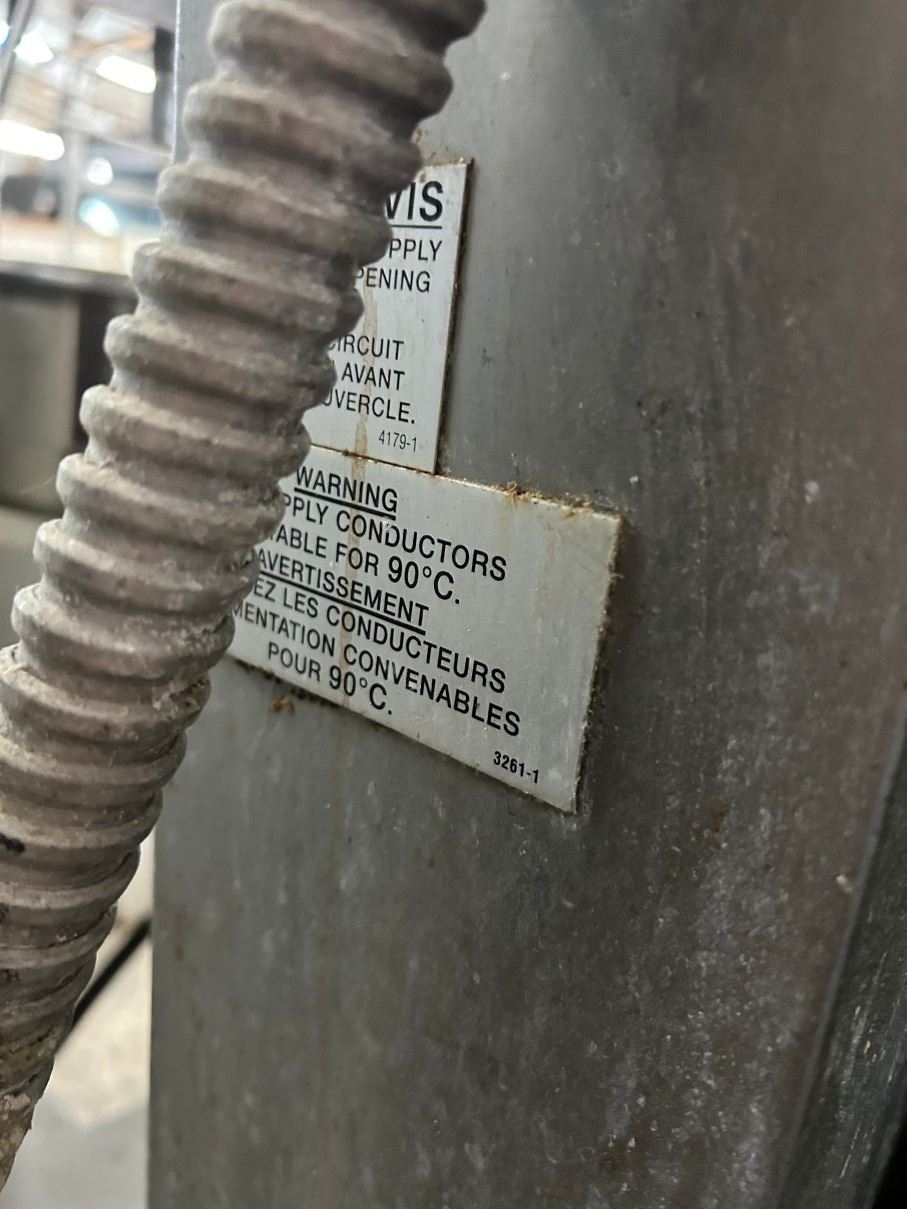 VIS
PPLY
PENING
CIRCUIT
AVANT
UVERCLE.
4179-1
WARNING
PPLY CONDUCTORS
TABLE FOR 90°C.
AVERTISSEMENT
EZ LES CONDUCTEURS
MENTATION CONVENABLES
POUR 90°C.
3261-1